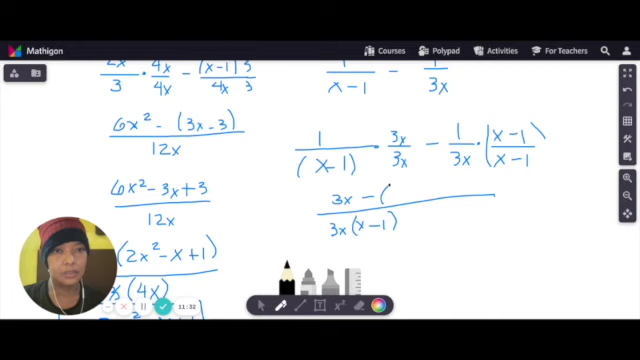 Mathigon Courses Polypad Activities For Teachers
2x/3 · 4x/4x − (x−1)3/4x 3
6x² − (3x − 3)/12x
6x² − 3x + 3/12x
(2x² − x + 1)/x(4x)
1/x−1 − 1/3x
1/(x−1) · 3x/3x − 1/3x · (x−1/x−1)
3x − (/3x(x−1)
11:32